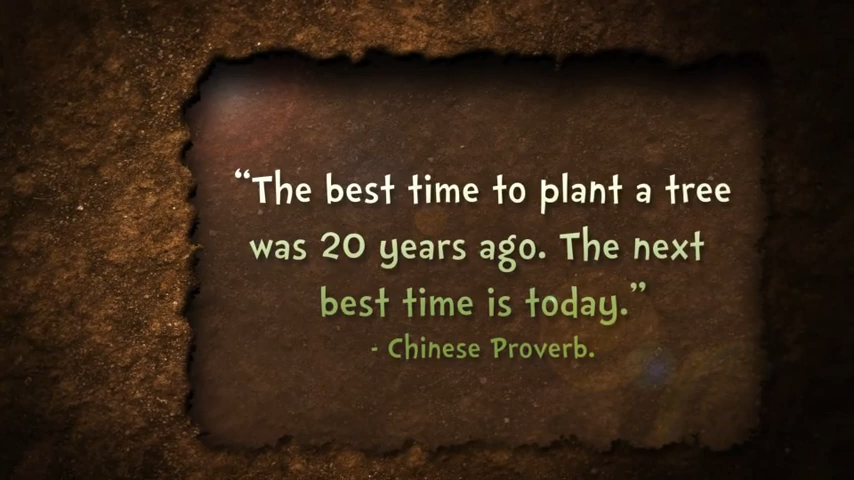 “The best time to plant a tree
was 20 years ago. The next
best time is today.”
- Chinese Proverb.